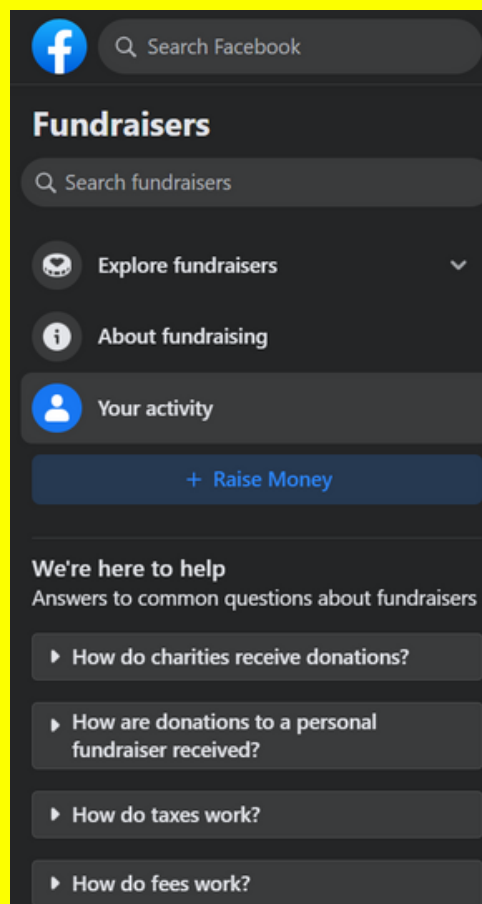 Search Facebook
Fundraisers
Search fundraisers
Explore fundraisers
About fundraising
Your activity
+ Raise Money
We're here to help
Answers to common questions about fundraisers
How do charities receive donations?
How are donations to a personal
fundraiser received?
How do taxes work?
How do fees work?